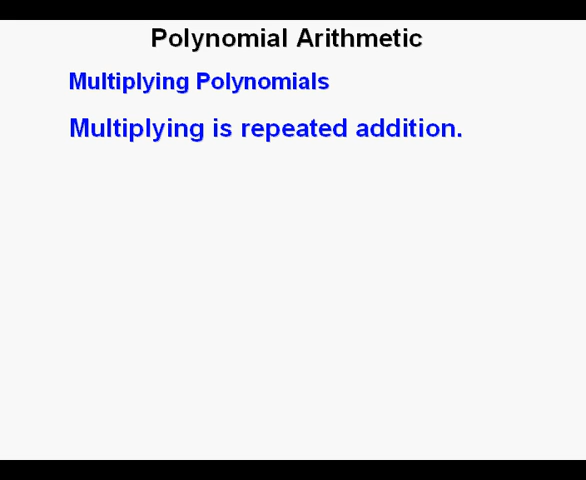 Polynomial Arithmetic
Multiplying Polynomials
Multiplying is repeated addition.